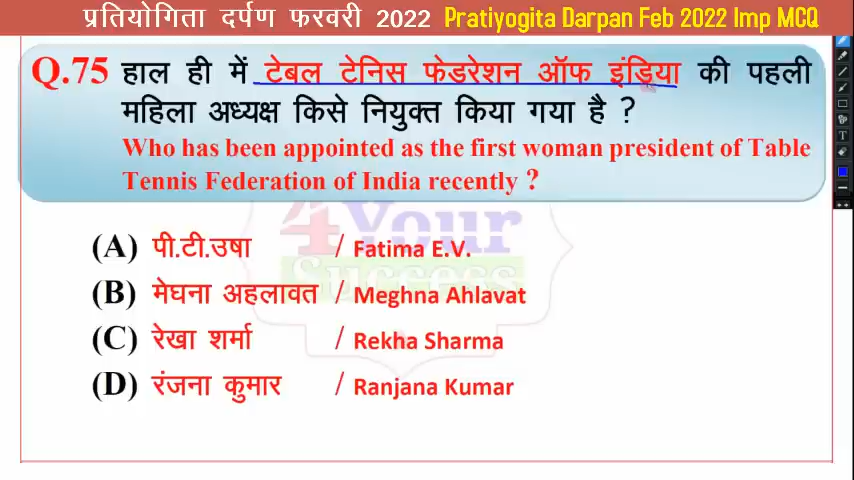 प्रतियोगिता दर्पण फरवरी 2022 Pratiyogita Darpan Feb 2022 Imp MCQ
Q.75 हाल ही में टेबल टेनिस फेडरेशन ऑफ इंडिया की पहली
महिला अध्यक्ष किसे नियुक्त किया गया है ?
Who has been appointed as the first woman president of Table
Tennis Federation of India recently ?
4Your
Success
(A) पी.टी.उषा / Fatima E.V.
(B) मेघना अहलावत / Meghna Ahlavat
(C) रेखा शर्मा / Rekha Sharma
(D) रंजना कुमार / Ranjana Kumar